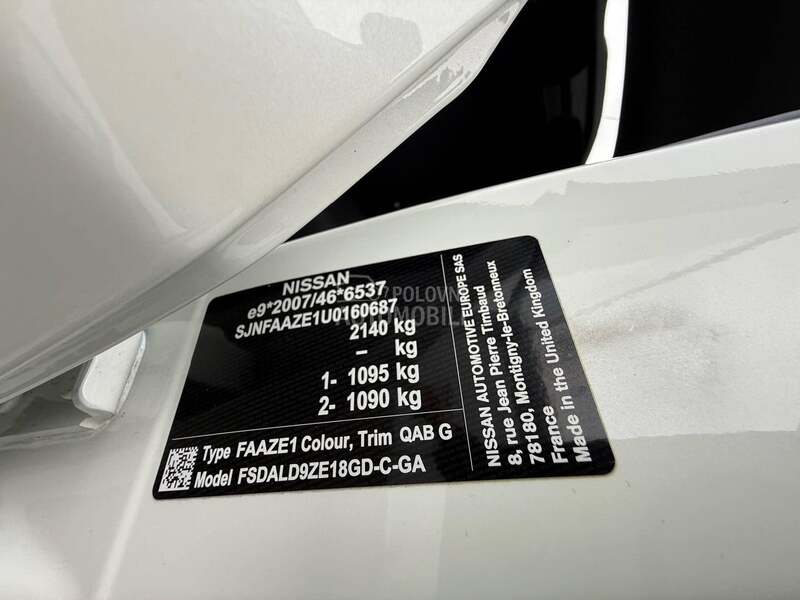 NISSAN
e9*2007/46*6537
SJNFAAZE1U0160687
2140 kg
– kg
1- 1095 kg
2- 1090 kg
Type FAAZE1 Colour, Trim QAB G
Model FSDALD9ZE18GD-C-GA
NISSAN AUTOMOTIVE EUROPE SAS
8, rue Jean Pierre Timbaud
78180, Montigny-le-Bretonneux
France
Made in the United Kingdom
POLOVNI
AUTOMOBILI